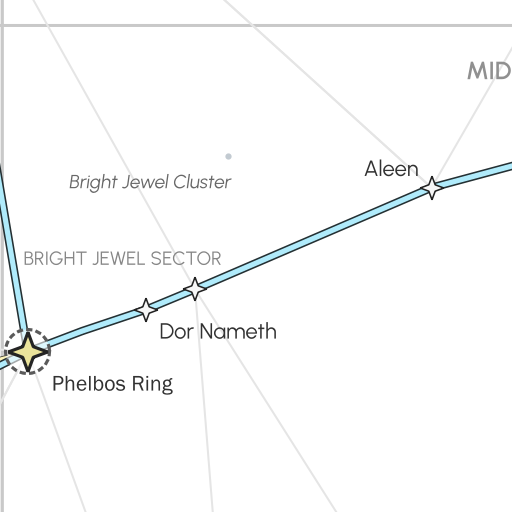 MID
Aleen
Bright Jewel Cluster
BRIGHT JEWEL SECTOR
Dor Nameth
Phelbos Ring